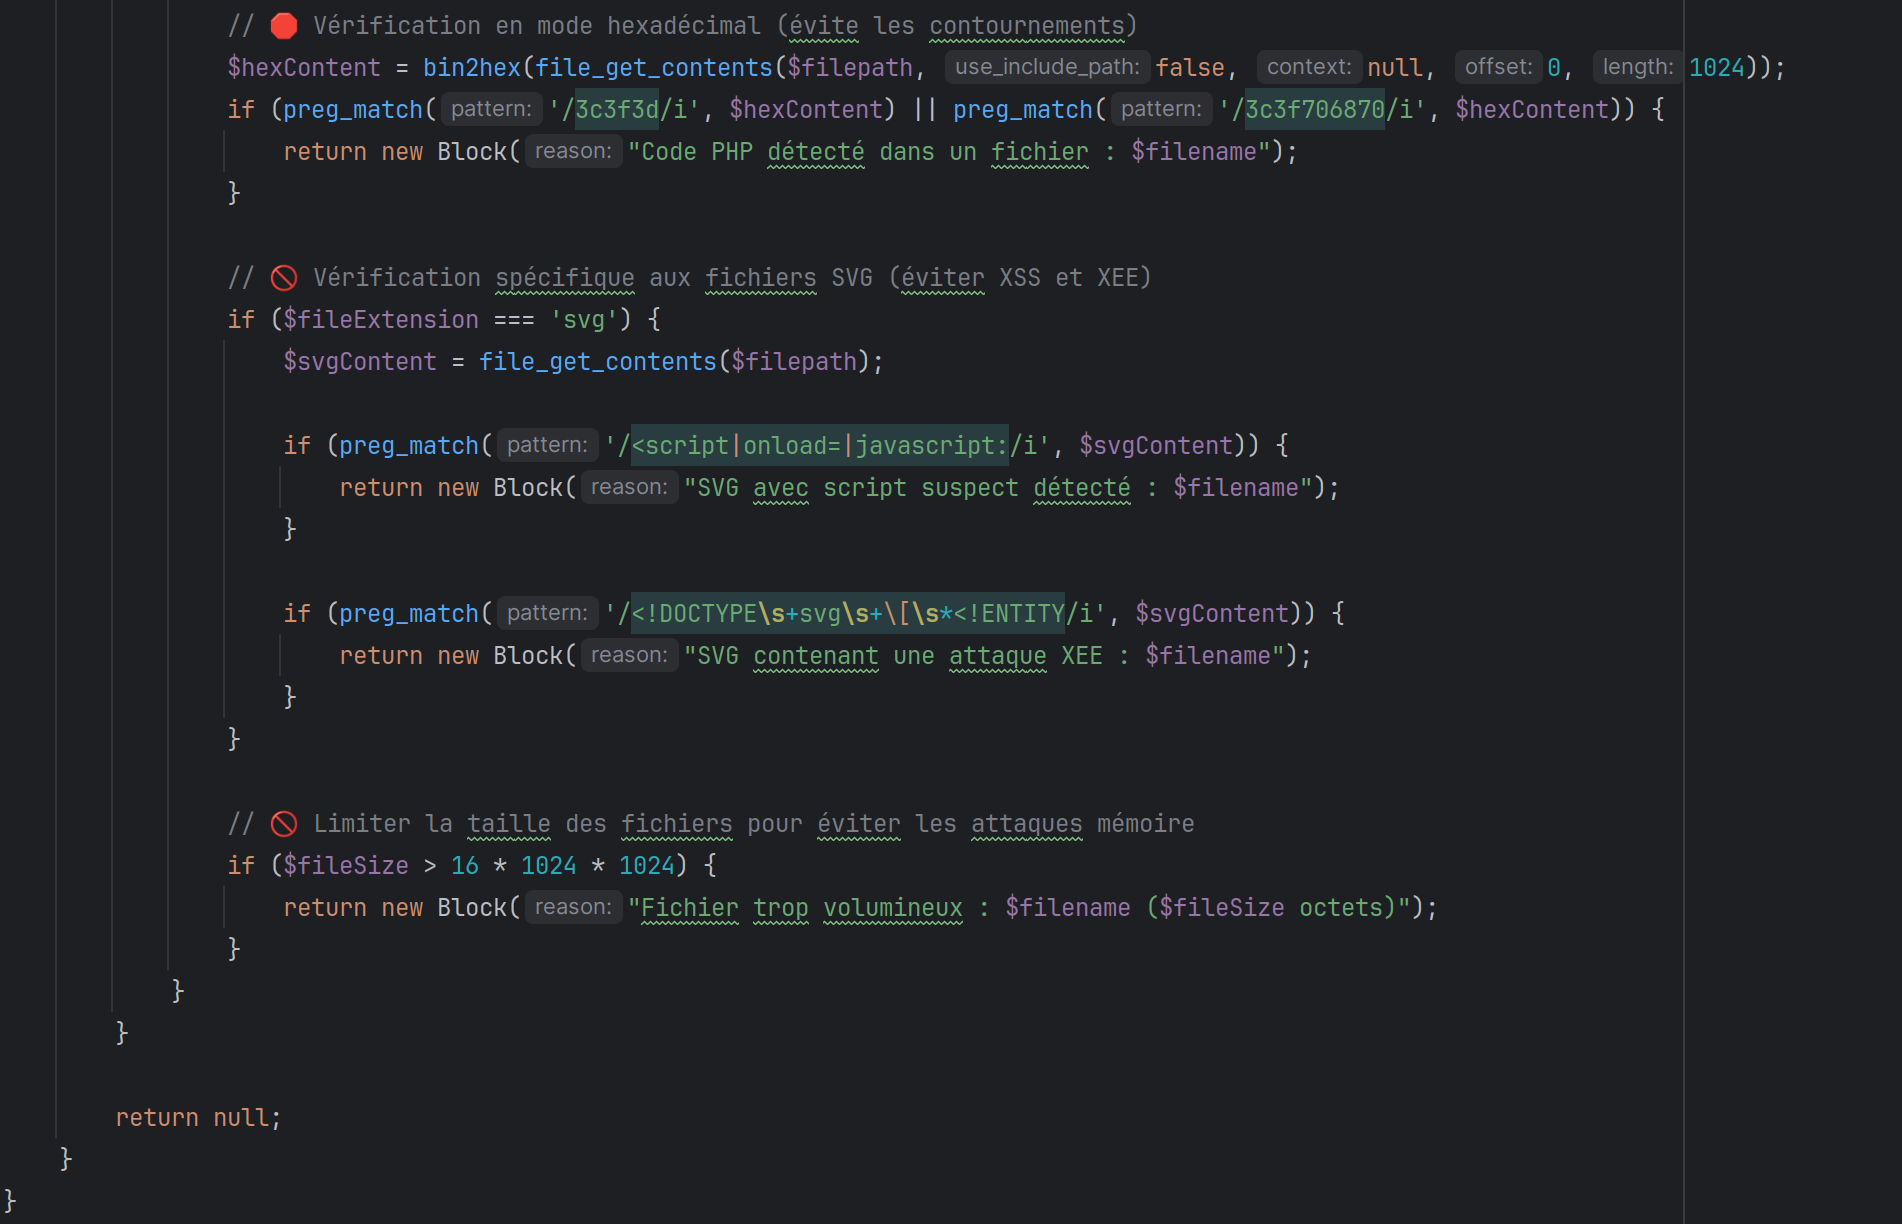 // 🛑 Vérification en mode hexadécimal (évite les contournements)
$hexContent = bin2hex(file_get_contents($filepath, use_include_path: false, context: null, offset: 0, length: 1024));
if (preg_match( pattern: '/3c3f3d/i', $hexContent) || preg_match( pattern: '/3c3f706870/i', $hexContent)) {
return new Block( reason: "Code PHP détecté dans un fichier : $filename");
}
// 🚫 Vérification spécifique aux fichiers SVG (éviter XSS et XEE)
if ($fileExtension === 'svg') {
$svgContent = file_get_contents($filepath);
if (preg_match( pattern: '/<script|onload=|javascript:/i', $svgContent)) {
return new Block( reason: "SVG avec script suspect détecté : $filename");
}
if (preg_match( pattern: '/<!DOCTYPE\s+svg\s+\[\s*<!ENTITY/i', $svgContent)) {
return new Block( reason: "SVG contenant une attaque XEE : $filename");
}
}
// 🚫 Limiter la taille des fichiers pour éviter les attaques mémoire
if ($fileSize > 16 * 1024 * 1024) {
return new Block( reason: "Fichier trop volumineux : $filename ($fileSize octets)");
}
}
}
return null;
}
}